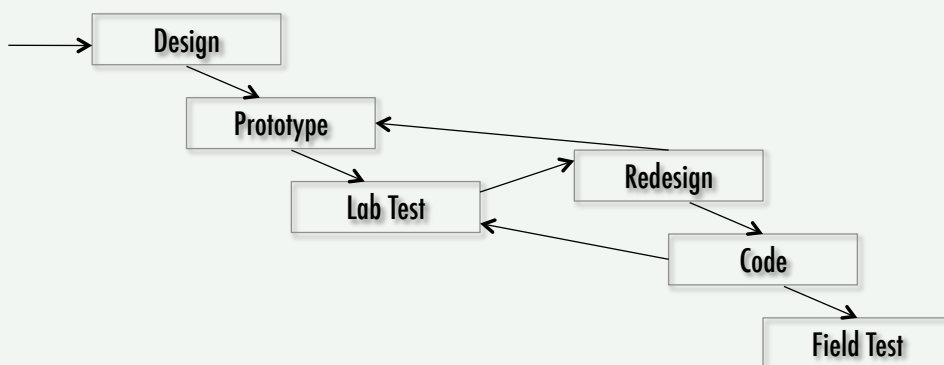 Design
Prototype
Redesign
Lab Test
Code
Field Test